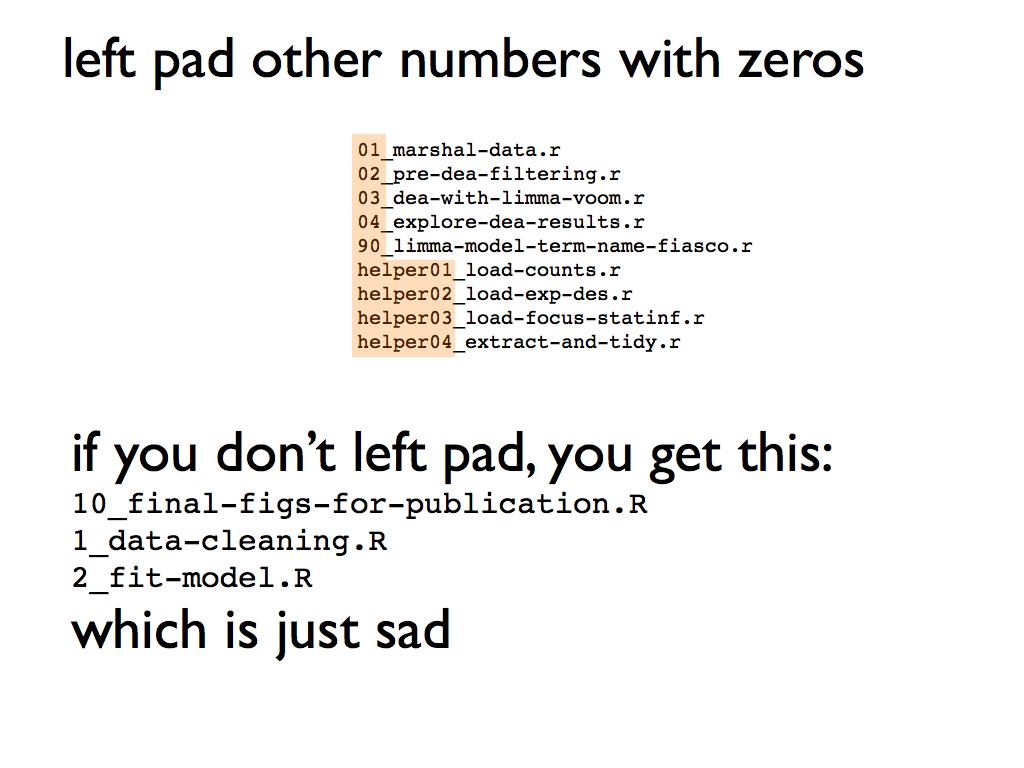 left pad other numbers with zeros
01_marshal-data.r
02_pre-dea-filtering.r
03_dea-with-limma-voom.r
04_explore-dea-results.r
90_limma-model-term-name-fiasco.r
helper01_load-counts.r
helper02_load-exp-des.r
helper03_load-focus-statinf.r
helper04_extract-and-tidy.r
if you don’t left pad, you get this:
10_final-figs-for-publication.R
1_data-cleaning.R
2_fit-model.R
which is just sad